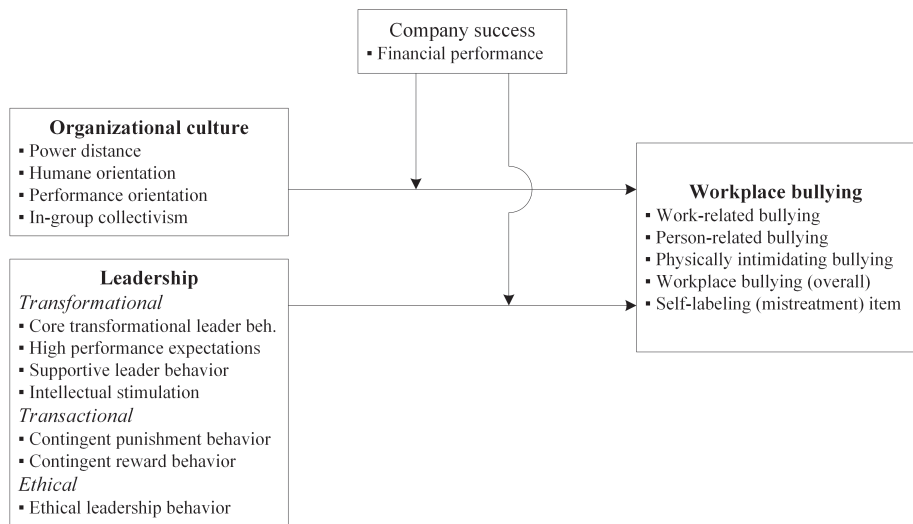 Company success
▪ Financial performance
Organizational culture
▪ Power distance
▪ Humane orientation
▪ Performance orientation
▪ In-group collectivism
Leadership
Transformational
▪ Core transformational leader beh.
▪ High performance expectations
▪ Supportive leader behavior
▪ Intellectual stimulation
Transactional
▪ Contingent punishment behavior
▪ Contingent reward behavior
Ethical
▪ Ethical leadership behavior
Workplace bullying
▪ Work-related bullying
▪ Person-related bullying
▪ Physically intimidating bullying
▪ Workplace bullying (overall)
▪ Self-labeling (mistreatment) item